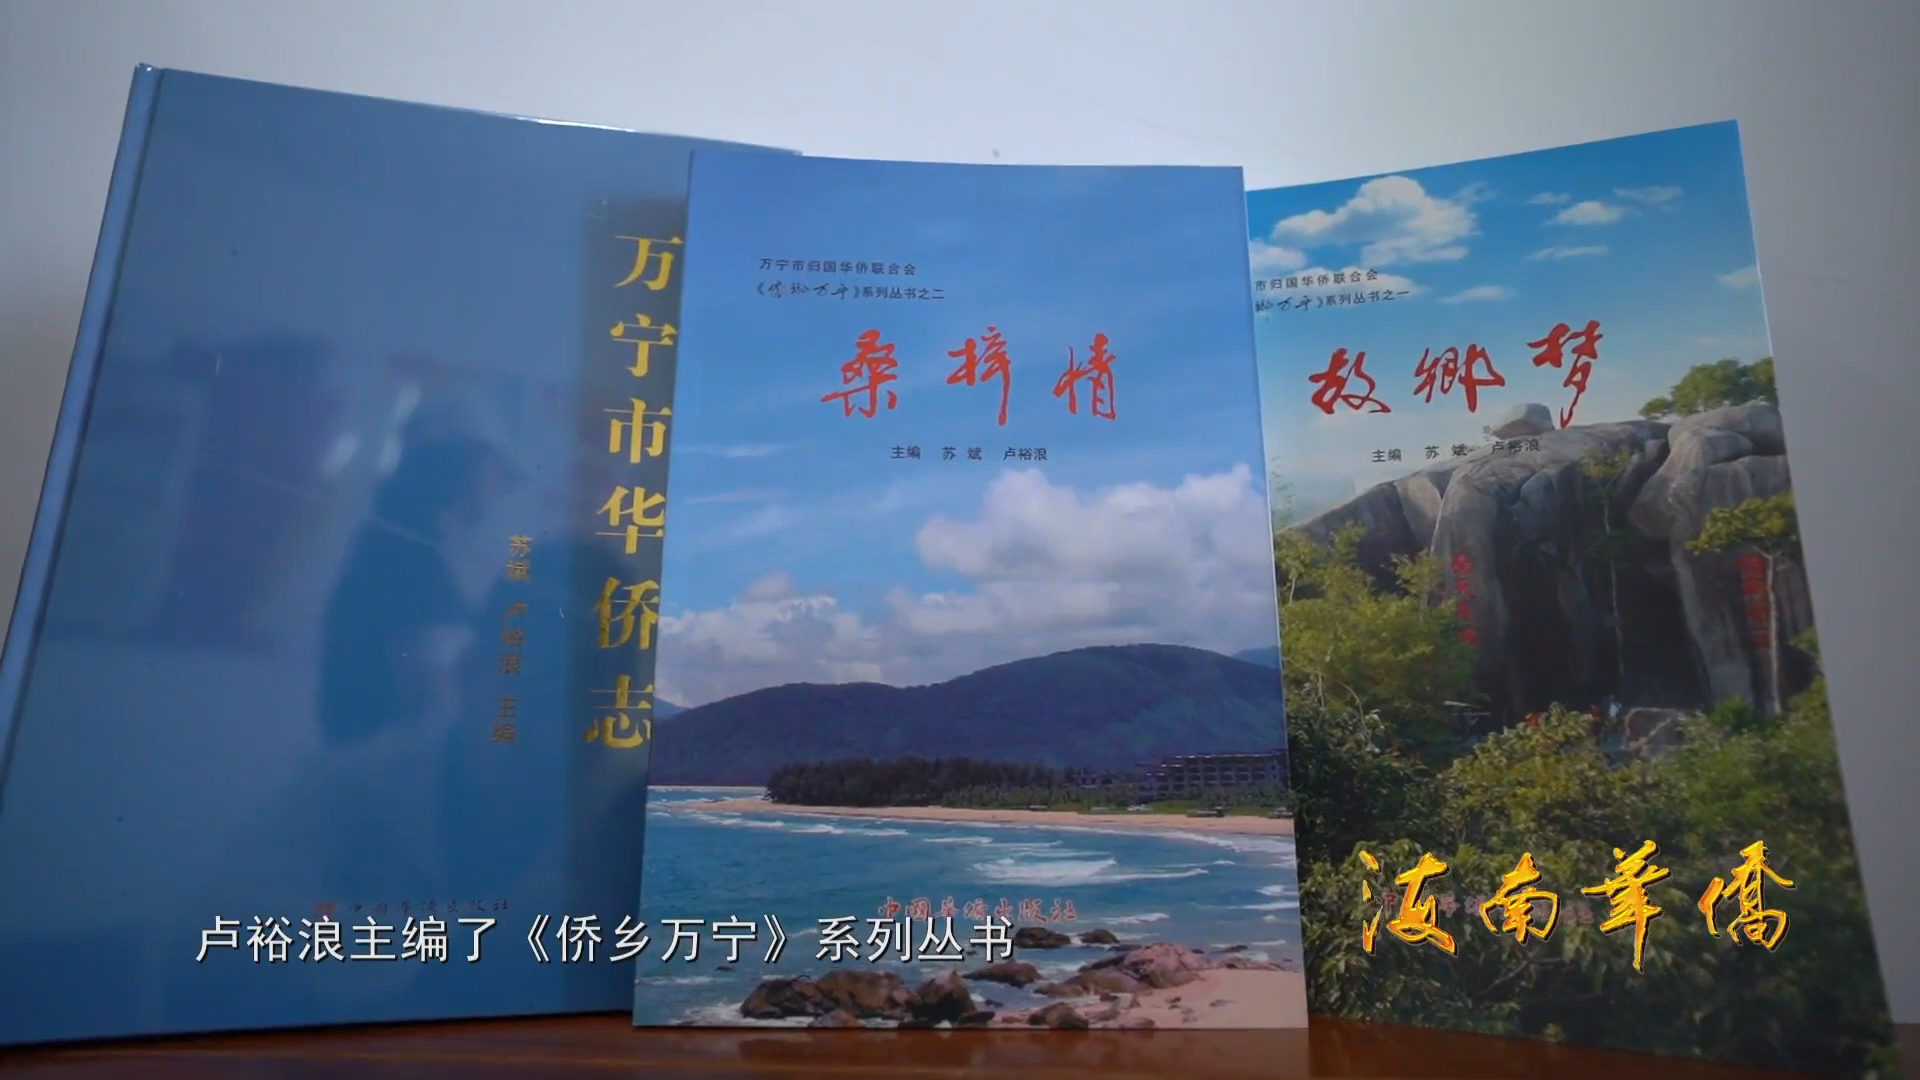 万宁市华侨志
苏斌 卢裕浪 主编
万宁市归国华侨联合会
《侨乡万宁》系列丛书之二
桑梓情
主编 苏斌 卢裕浪
中国华侨出版社
市归国华侨联合会
乡万宁》系列丛书之一
故鄉梦
主编 苏斌 卢裕浪
卢裕浪主编了《侨乡万宁》系列丛书
海南華僑